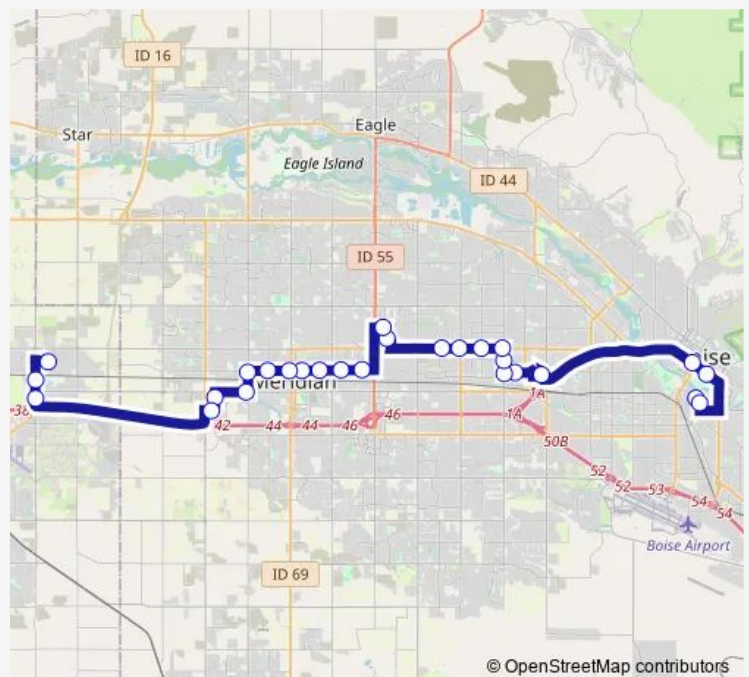 ID 16
Star
Eagle
Eagle Island
ID 44
ID 55
Meridian
38
42
44
44
46
46
1A
1A
50B
52
52
53
54
54
Boise Airport
ID 69
© OpenStreetMap contributors